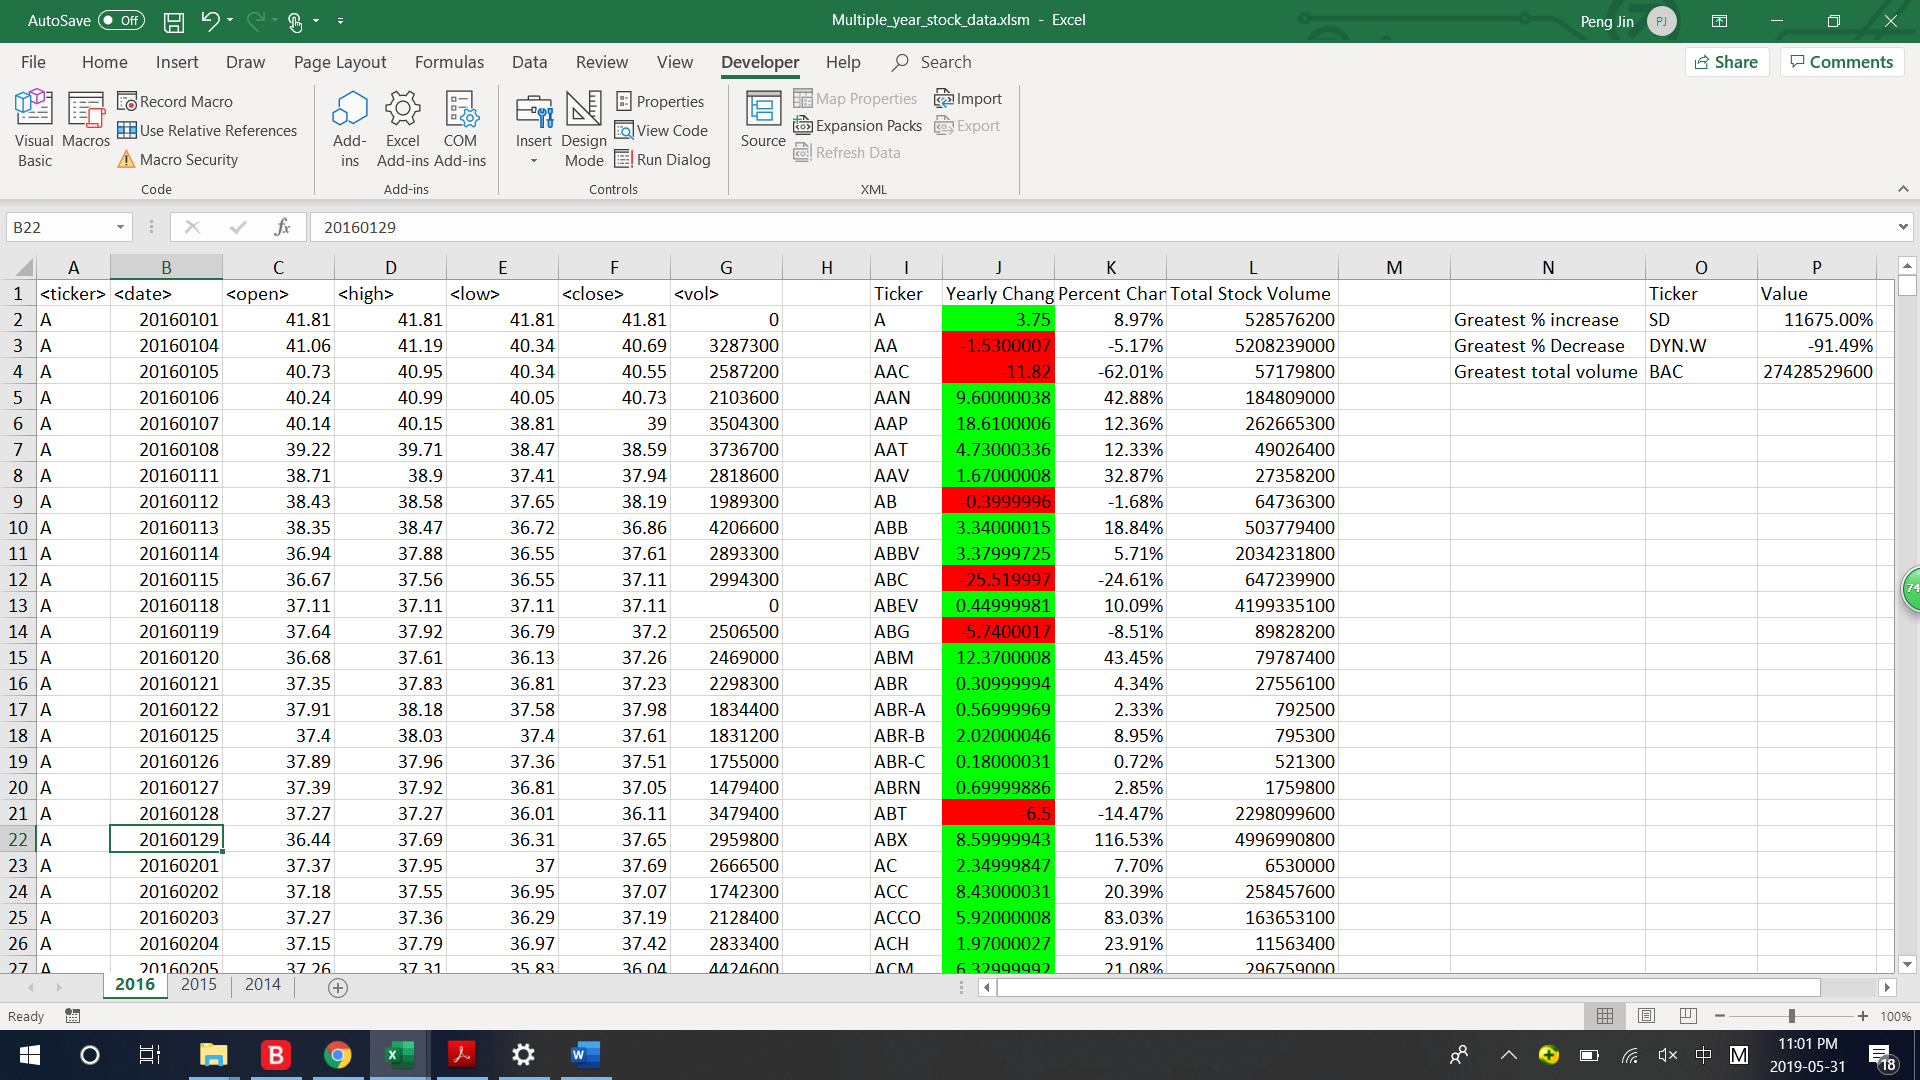 AutoSave Off Multiple_year_stock_data.xlsm - Excel Peng Jin PJ
File Home Insert Draw Page Layout Formulas Data Review View Developer Help Search Share Comments
Visual Basic Macros Record Macro Use Relative References Macro Security Code
Add-ins Excel Add-ins COM Add-ins Add-ins
Insert Design Mode Properties View Code Run Dialog Controls
Source Map Properties Expansion Packs Refresh Data Import Export XML
B22 fx 20160129
A B C D E F G H I J K L M N O P
1 <ticker> <date> <open> <high> <low> <close> <vol> Ticker Yearly Chang Percent Char Total Stock Volume Ticker Value
2 A 20160101 41.81 41.81 41.81 41.81 0 A 3.75 8.97% 528576200 Greatest % increase SD 11675.00%
3 A 20160104 41.06 41.19 40.34 40.69 3287300 AA -1.5300007 -5.17% 5208239000 Greatest % Decrease DYN.W -91.49%
4 A 20160105 40.73 40.95 40.34 40.55 2587200 AAC -11.82 -62.01% 57179800 Greatest total volume BAC 27428529600
5 A 20160106 40.24 40.99 40.05 40.73 2103600 AAN 9.60000038 42.88% 184809000
6 A 20160107 40.14 40.15 38.81 39 3504300 AAP 18.6100006 12.36% 262665300
7 A 20160108 39.22 39.71 38.47 38.59 3736700 AAT 4.73000336 12.33% 49026400
8 A 20160111 38.71 38.9 37.41 37.94 2818600 AAV 1.67000008 32.87% 27358200
9 A 20160112 38.43 38.58 37.65 38.19 1989300 AB -0.3999996 -1.68% 64736300
10 A 20160113 38.35 38.47 36.72 36.86 4206600 ABB 3.34000015 18.84% 503779400
11 A 20160114 36.94 37.88 36.55 37.61 2893300 ABBV 3.37999725 5.71% 2034231800
12 A 20160115 36.67 37.56 36.55 37.11 2994300 ABC -25.519997 -24.61% 647239900
13 A 20160118 37.11 37.11 37.11 37.11 0 ABEV 0.44999981 10.09% 4199335100
14 A 20160119 37.64 37.92 36.79 37.2 2506500 ABG -5.7400017 -8.51% 89828200
15 A 20160120 36.68 37.61 36.13 37.26 2469000 ABM 12.3700008 43.45% 79787400
16 A 20160121 37.35 37.83 36.81 37.23 2298300 ABR 0.30999994 4.34% 27556100
17 A 20160122 37.91 38.18 37.58 37.98 1834400 ABR-A 0.56999969 2.33% 792500
18 A 20160125 37.4 38.03 37.4 37.61 1831200 ABR-B 2.02000046 8.95% 795300
19 A 20160126 37.89 37.96 37.36 37.51 1755000 ABR-C 0.18000031 0.72% 521300
20 A 20160127 37.39 37.92 36.81 37.05 1479400 ABRN 0.69999886 2.85% 1759800
21 A 20160128 37.27 37.27 36.01 36.11 3479400 ABT -6.5 -14.47% 2298099600
22 A 20160129 36.44 37.69 36.31 37.65 2959800 ABX 8.59999943 116.53% 4996990800
23 A 20160201 37.37 37.95 37 37.69 2666500 AC 2.34999847 7.70% 6530000
24 A 20160202 37.18 37.55 36.95 37.07 1742300 ACC 8.43000031 20.39% 258457600
25 A 20160203 37.27 37.36 36.29 37.19 2128400 ACCO 5.92000008 83.03% 163653100
26 A 20160204 37.15 37.79 36.97 37.42 2833400 ACH 1.97000027 23.91% 11563400
27 A 20160205 37.26 37.31 35.83 36.04 4424600 ACM 6.32999992 21.08% 296759000
2016 2015 2014
Ready 100%
74
中 M 11:01 PM
2019-05-31 18